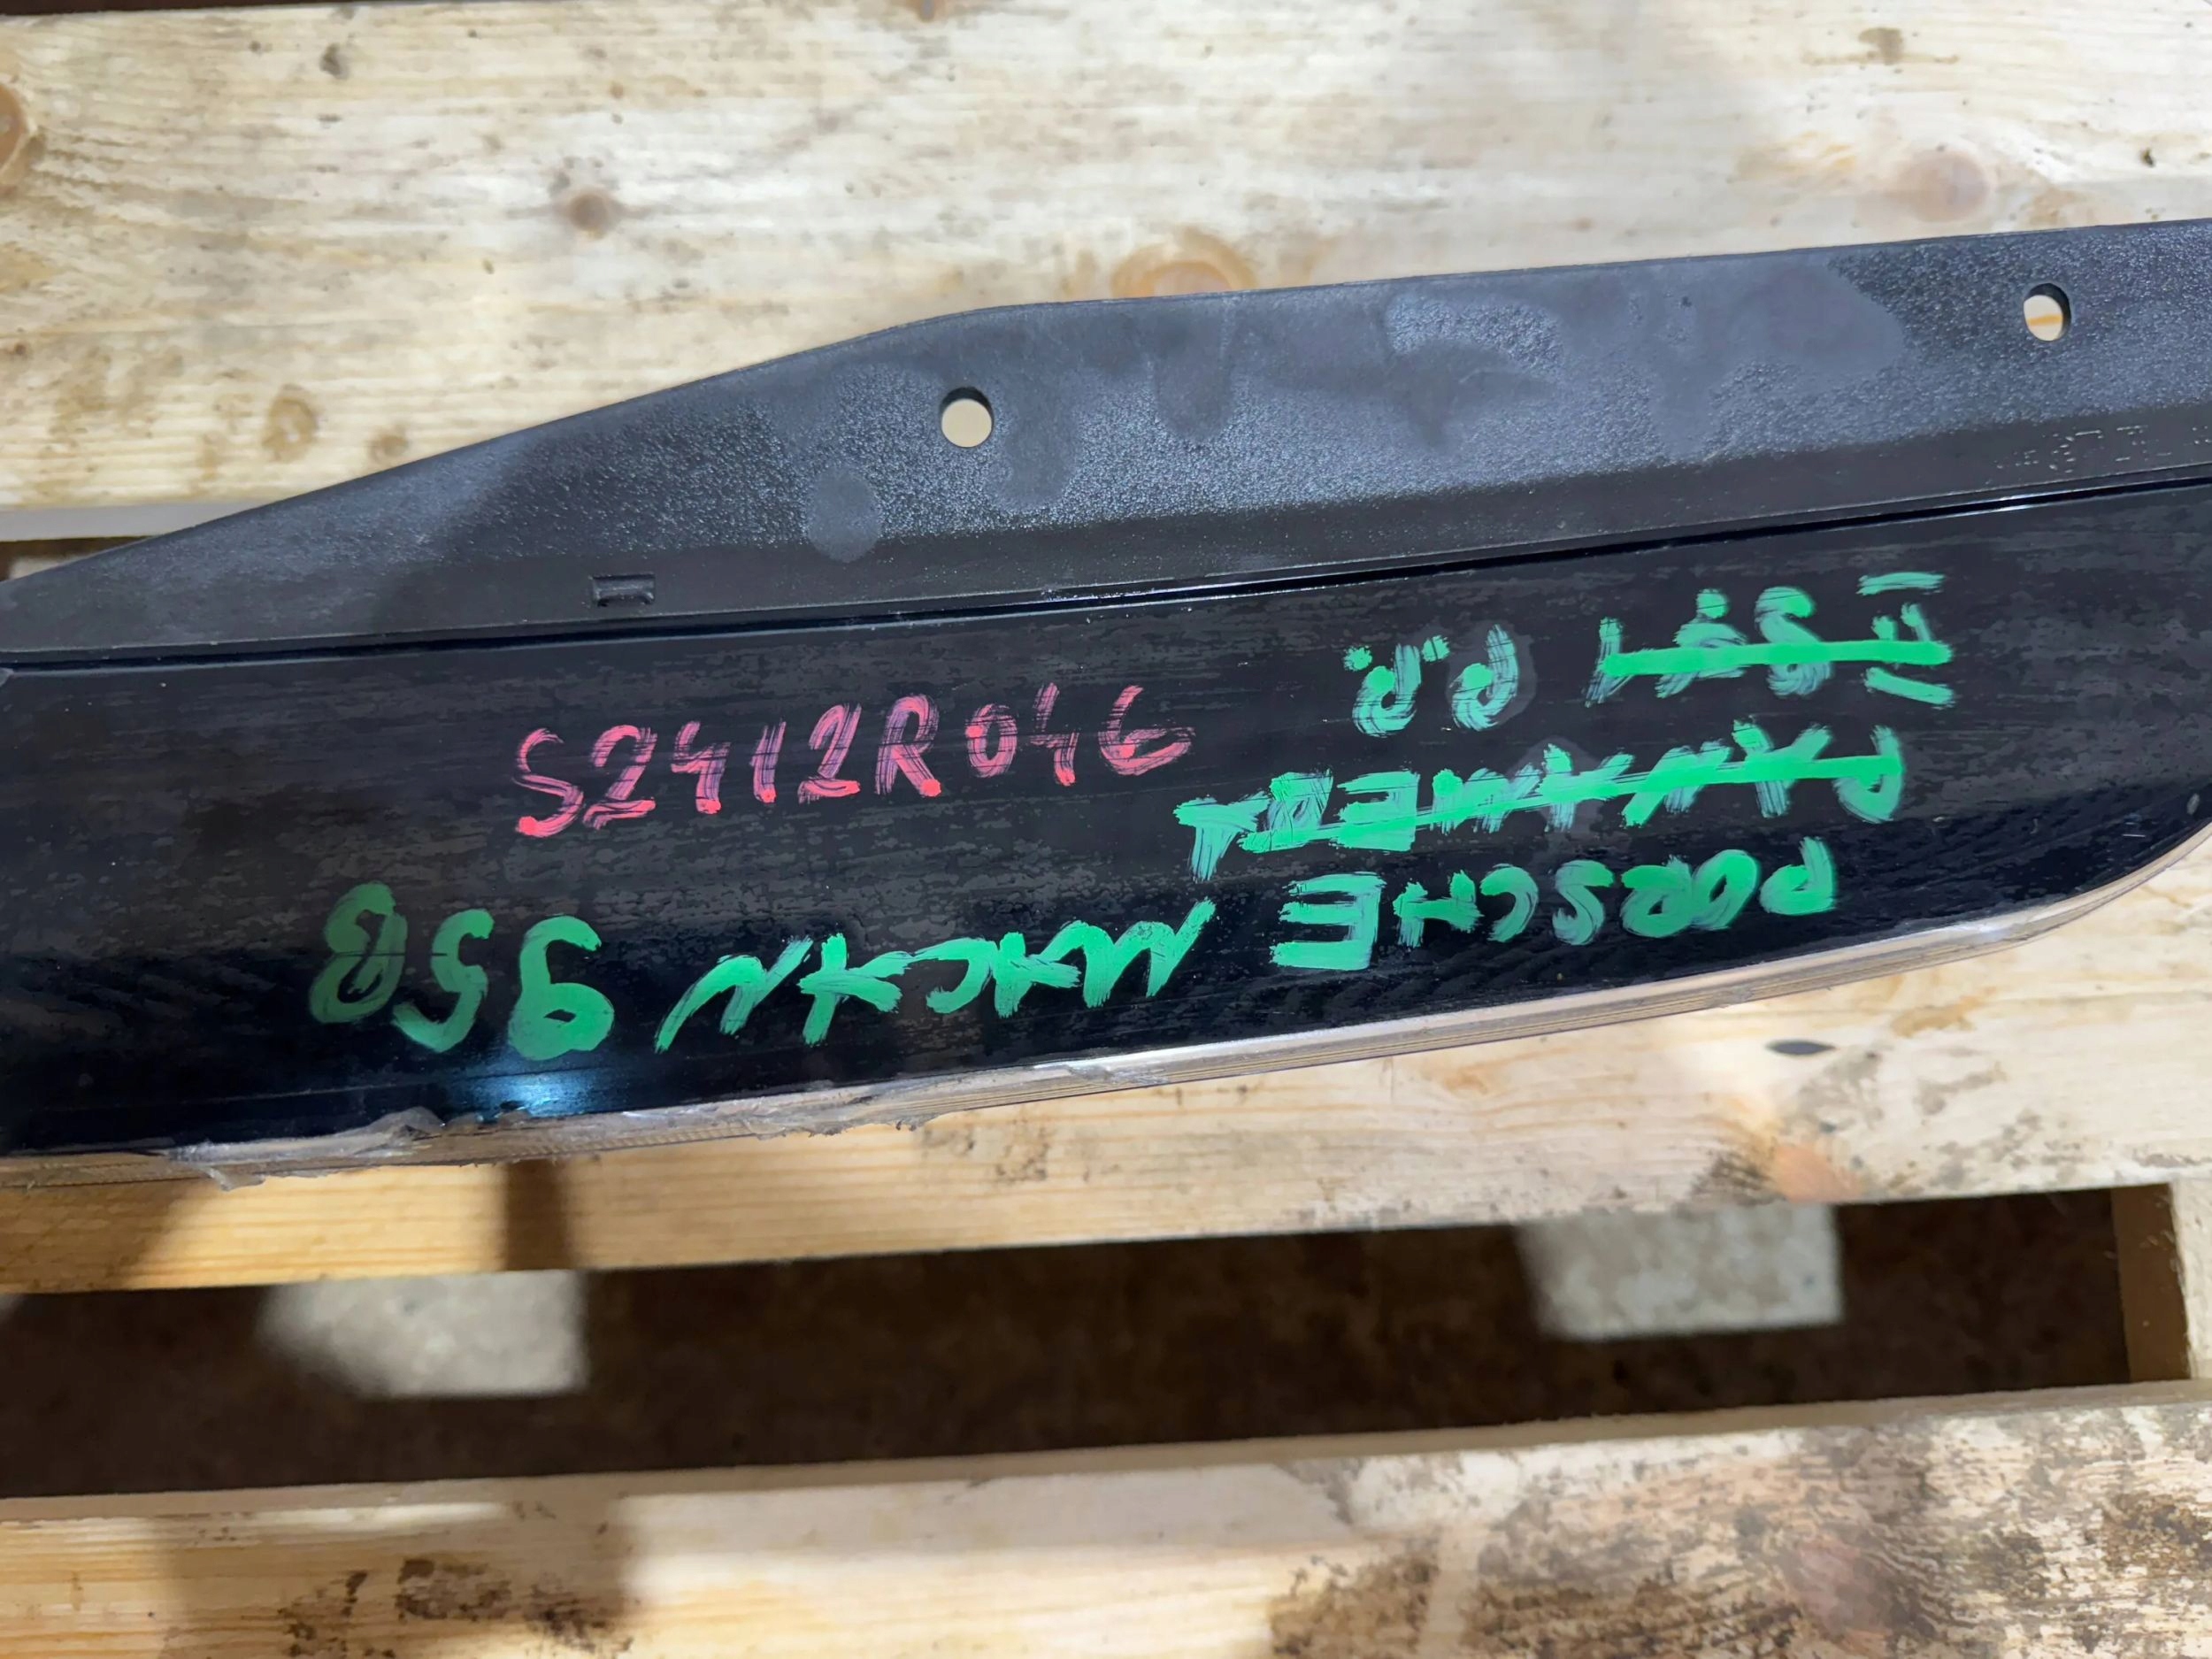 S2412R046
PORSCHE MACAN 95B
PANAMERA
P.P.